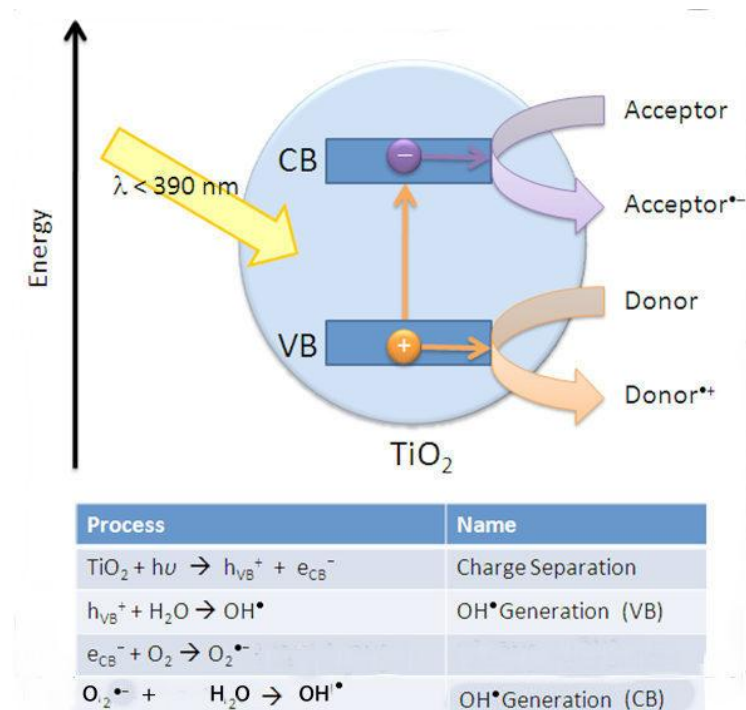 Energy
λ < 390 nm
CB
−
Acceptor
Acceptor•−
VB
+
Donor
Donor•+
TiO₂
Process Name
TiO₂ + hυ → hVB⁺ + eCB⁻ Charge Separation
hVB⁺ + H₂O → OH• OH• Generation (VB)
eCB⁻ + O₂ → O₂•−
O₂•− + H₂O → OH• OH• Generation (CB)